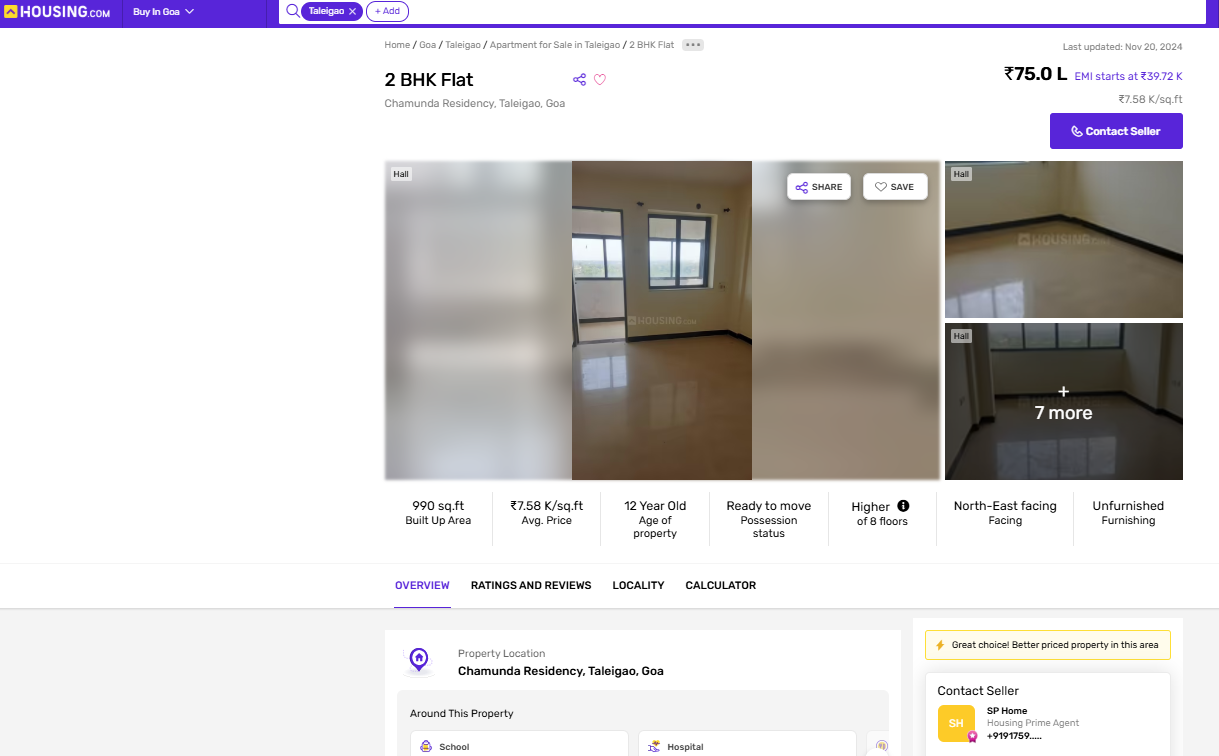 HOUSING.COM
Buy In Goa
Taleigao
+ Add
Home / Goa / Taleigao / Apartment for Sale in Taleigao / 2 BHK Flat
Last updated: Nov 20, 2024
2 BHK Flat
₹75.0 L EMI starts at ₹39.72 K
Chamunda Residency, Taleigao, Goa
₹7.58 K/sq.ft
Contact Seller
Hall
SHARE
SAVE
HOUSING.COM
Hall
HOUSING.COM
Hall
+
7 more
990 sq.ft
Built Up Area
₹7.58 K/sq.ft
Avg. Price
12 Year Old
Age of
property
Ready to move
Possession
status
Higher
of 8 floors
North-East facing
Facing
Unfurnished
Furnishing
OVERVIEW
RATINGS AND REVIEWS
LOCALITY
CALCULATOR
Property Location
Chamunda Residency, Taleigao, Goa
Around This Property
School
Hospital
Great choice! Better priced property in this area
Contact Seller
SH
SP Home
Housing Prime Agent
+9191759.....